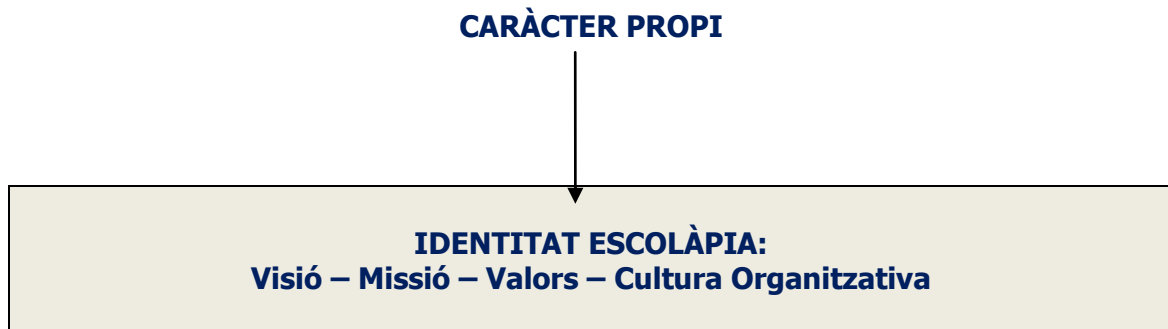 CARÀCTER PROPI
IDENTITAT ESCOLÀPIA:
Visió – Missió – Valors – Cultura Organitzativa